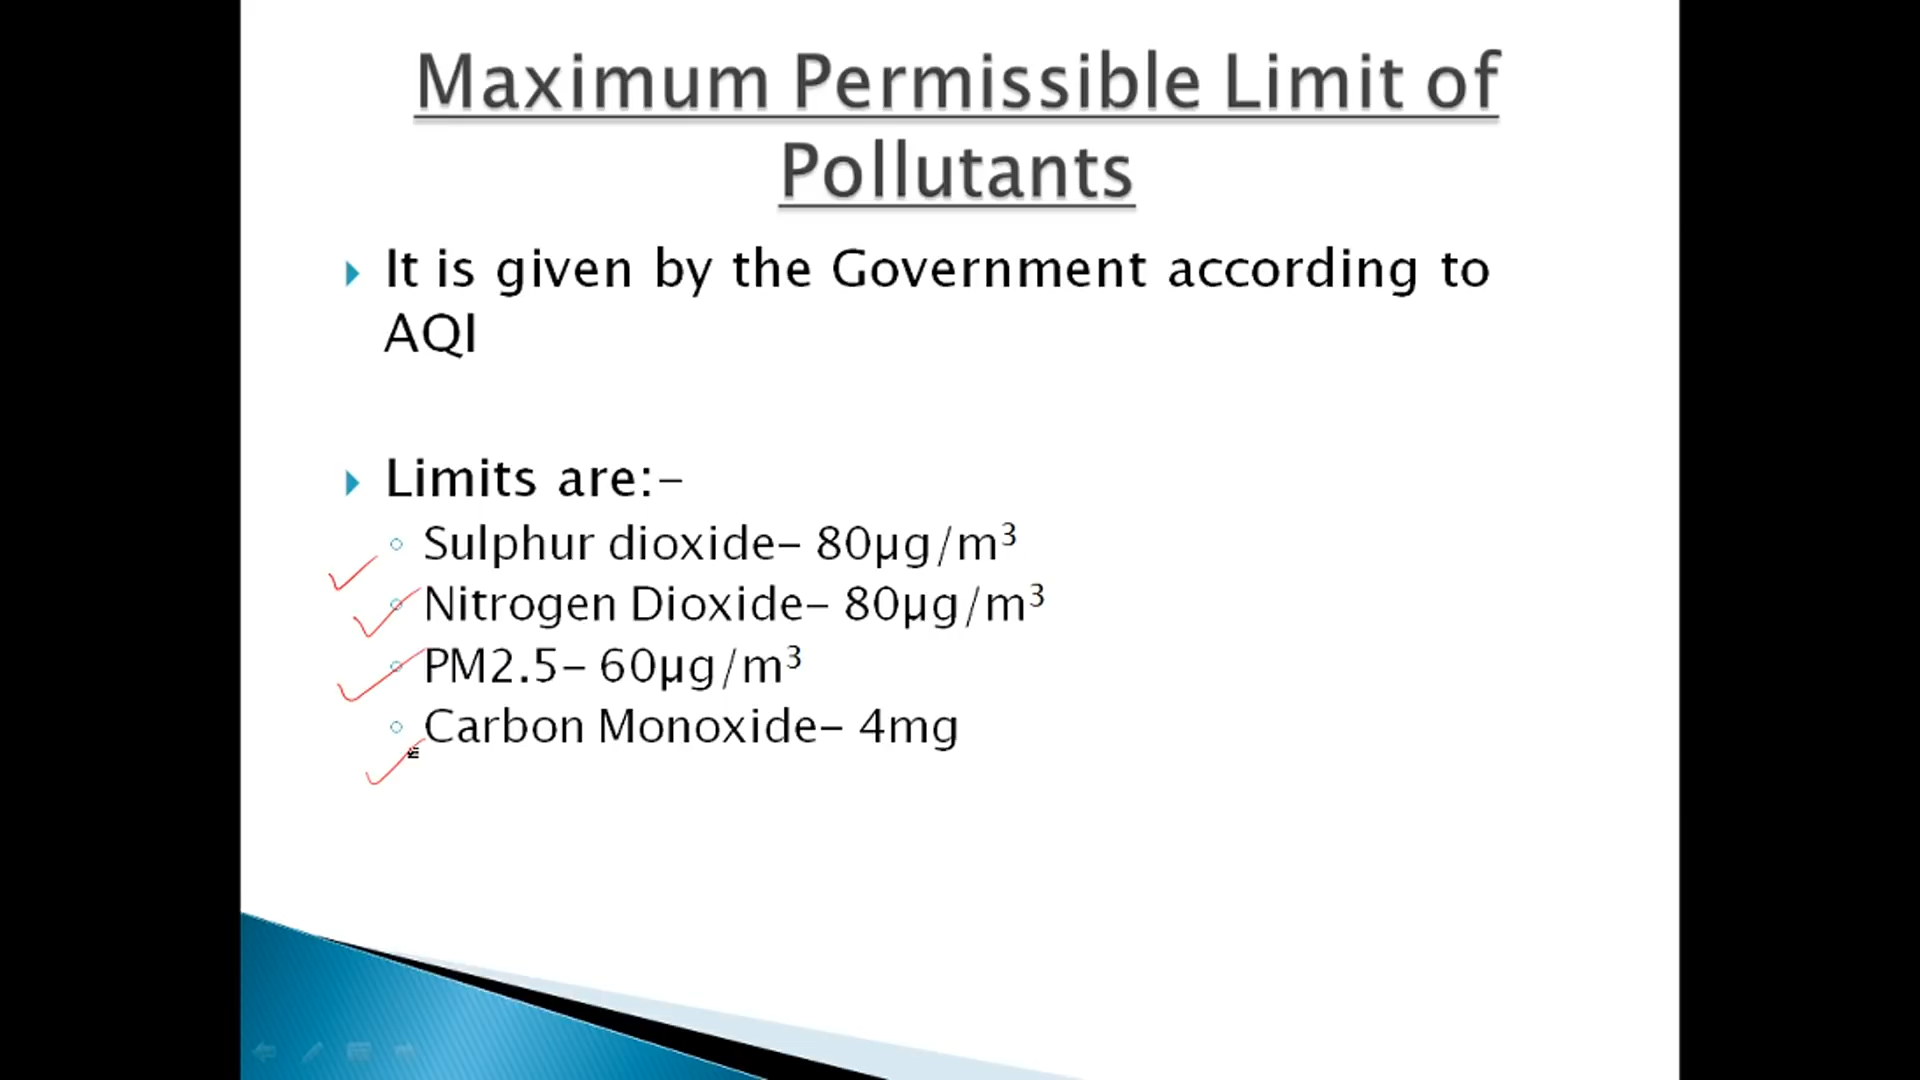 Maximum Permissible Limit of
Pollutants
It is given by the Government according to
AQI
Limits are:-
Sulphur dioxide- 80µg/m³
Nitrogen Dioxide- 80µg/m³
PM2.5- 60µg/m³
Carbon Monoxide- 4mg